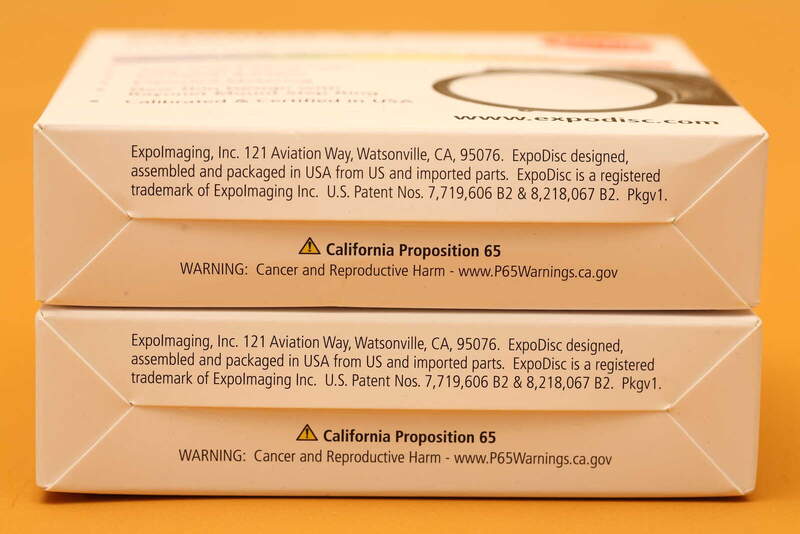 Calibrated & Certified in USA
www.expodisc.com
ExpoImaging, Inc. 121 Aviation Way, Watsonville, CA, 95076. ExpoDisc designed,
assembled and packaged in USA from US and imported parts. ExpoDisc is a registered
trademark of ExpoImaging Inc. U.S. Patent Nos. 7,719,606 B2 & 8,218,067 B2. Pkgv1.
California Proposition 65
WARNING: Cancer and Reproductive Harm - www.P65Warnings.ca.gov
ExpoImaging, Inc. 121 Aviation Way, Watsonville, CA, 95076. ExpoDisc designed,
assembled and packaged in USA from US and imported parts. ExpoDisc is a registered
trademark of ExpoImaging Inc. U.S. Patent Nos. 7,719,606 B2 & 8,218,067 B2. Pkgv1.
California Proposition 65
WARNING: Cancer and Reproductive Harm - www.P65Warnings.ca.gov